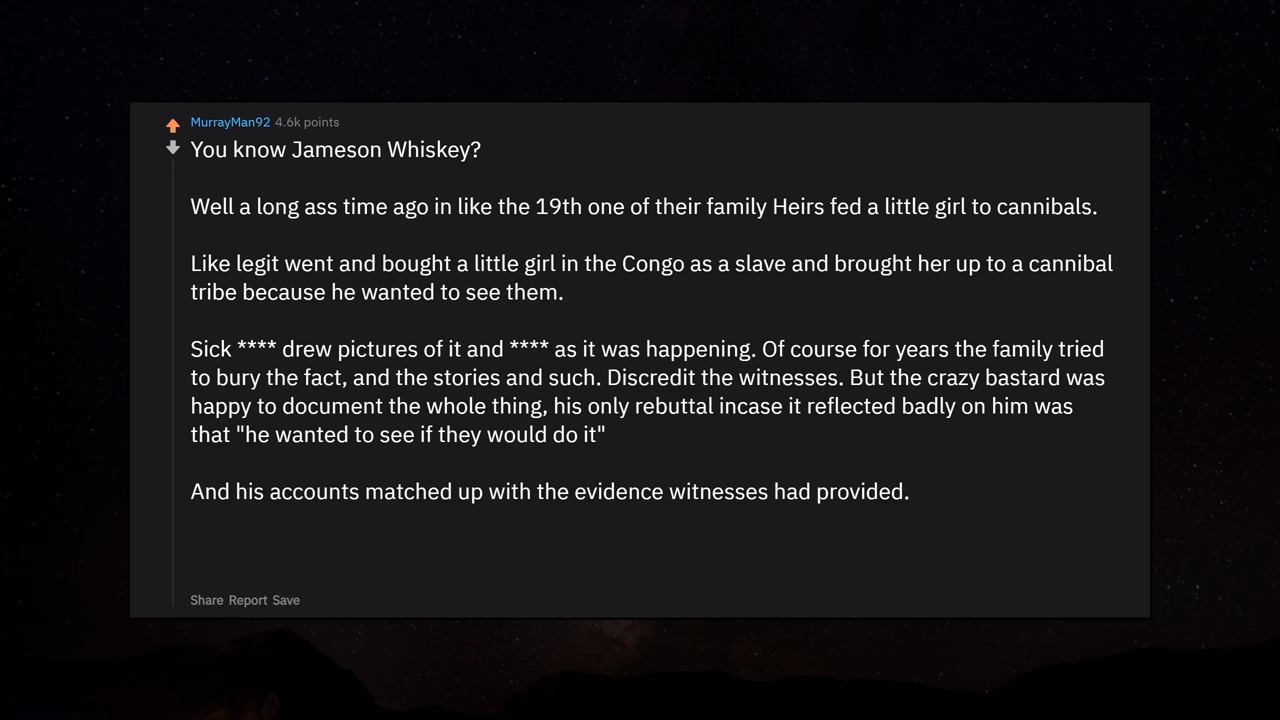 MurrayMan92 4.6k points
You know Jameson Whiskey?
Well a long ass time ago in like the 19th one of their family Heirs fed a little girl to cannibals.
Like legit went and bought a little girl in the Congo as a slave and brought her up to a cannibal
tribe because he wanted to see them.
Sick **** drew pictures of it and **** as it was happening. Of course for years the family tried
to bury the fact, and the stories and such. Discredit the witnesses. But the crazy bastard was
happy to document the whole thing, his only rebuttal incase it reflected badly on him was
that "he wanted to see if they would do it"
And his accounts matched up with the evidence witnesses had provided.
Share Report Save